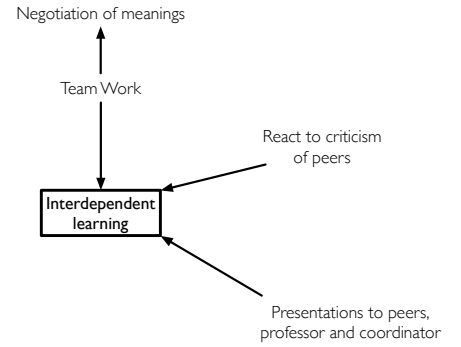 Negotiation of meanings
Team Work
React to criticism
of peers
Interdependent
learning
Presentations to peers,
professor and coordinator